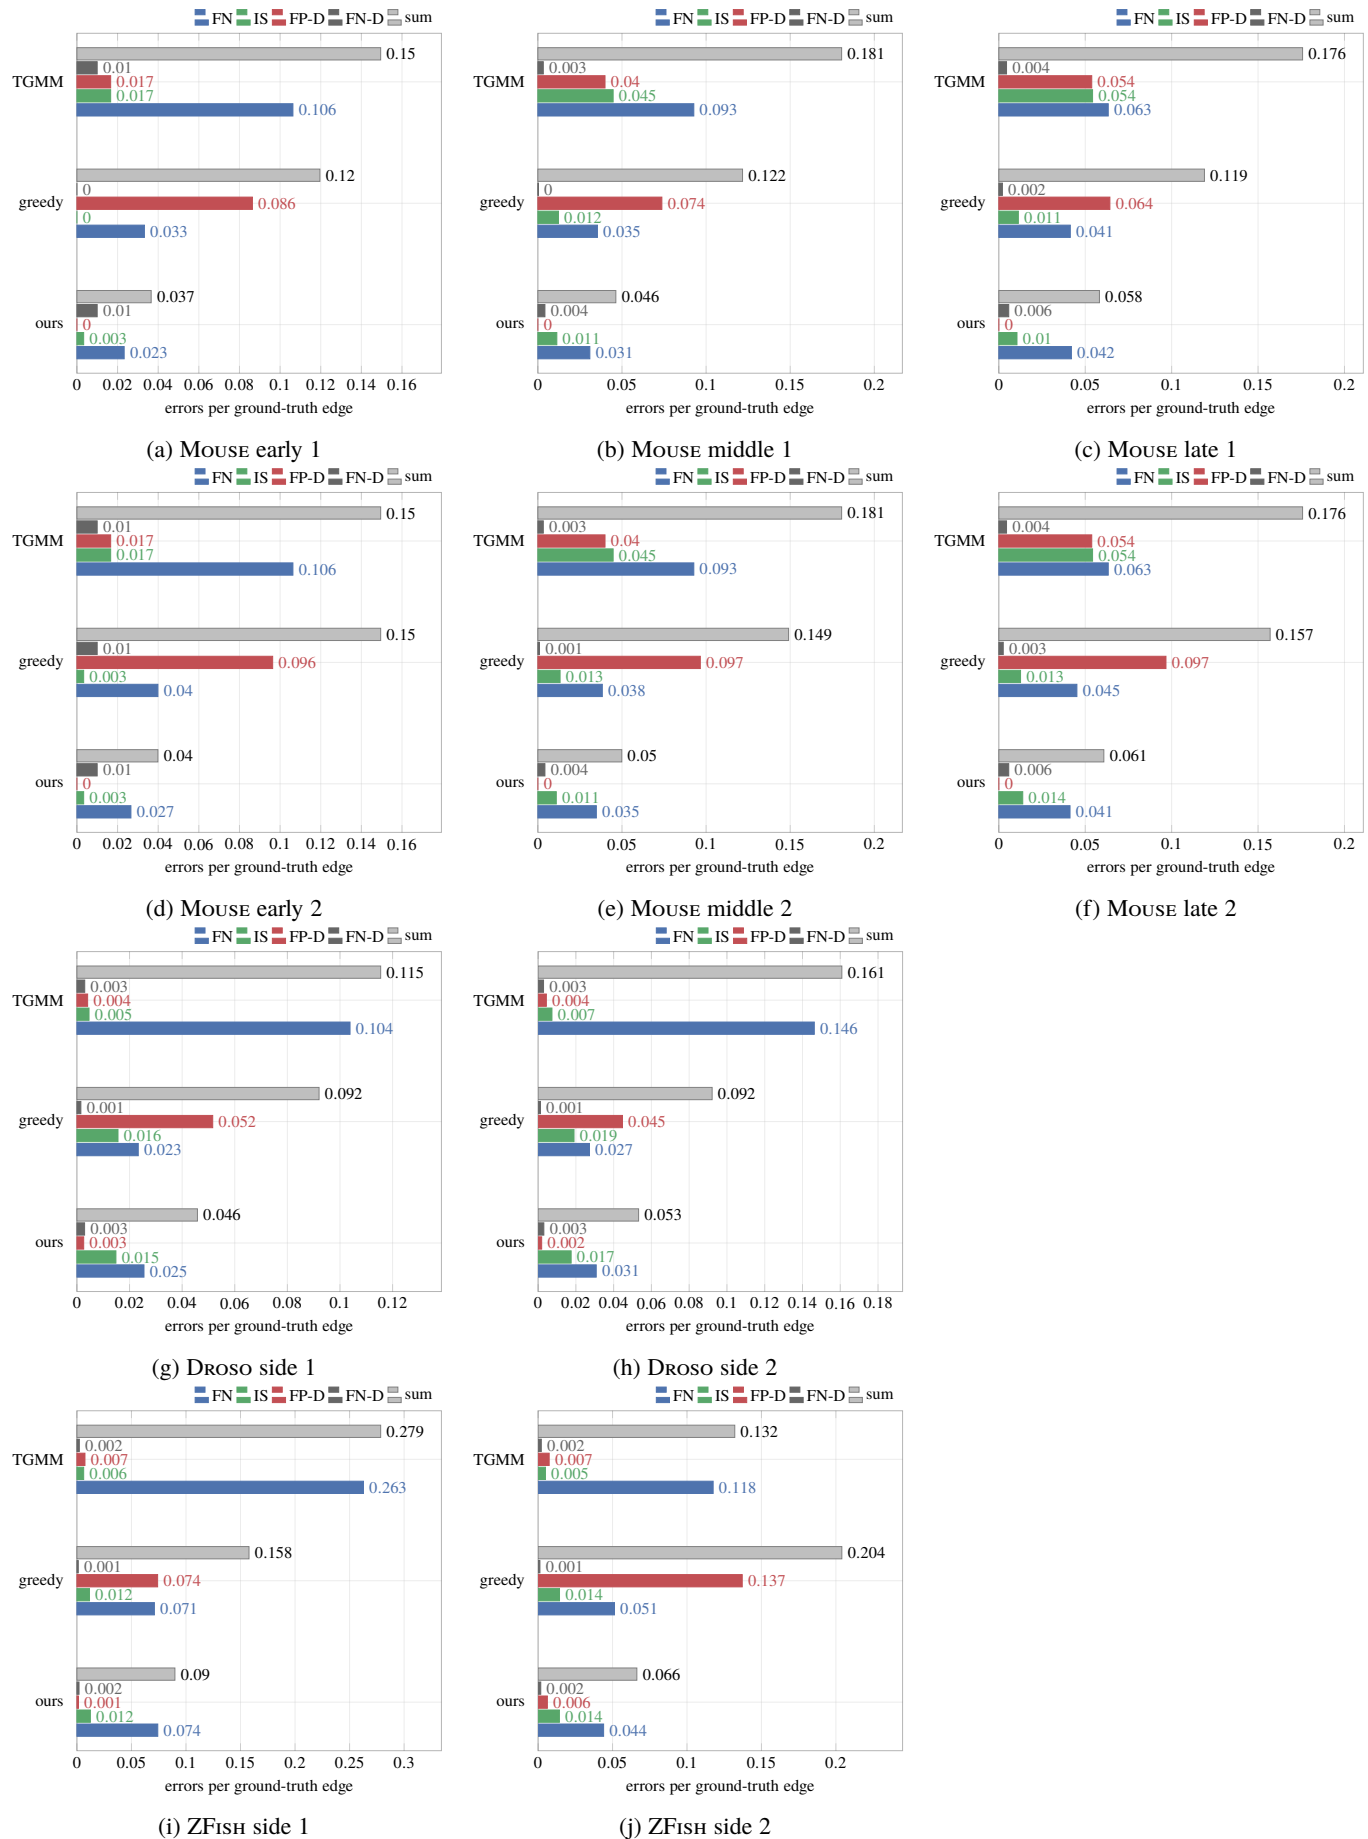 FN IS FP-D FN-D sum
0.15
0.01
TGMM 0.017
0.017
0.106
0.12
0
greedy 0.086
0
0.033
0.037
0.01
ours 0
0.003
0.023
0 0.02 0.04 0.06 0.08 0.1 0.12 0.14 0.16
errors per ground-truth edge
(a) Mouse early 1
FN IS FP-D FN-D sum
0.181
0.003
TGMM 0.04
0.045
0.093
0.122
0
greedy 0.074
0.012
0.035
0.046
0.004
ours 0
0.011
0.031
0 0.05 0.1 0.15 0.2
errors per ground-truth edge
(b) Mouse middle 1
FN IS FP-D FN-D sum
0.176
0.004
TGMM 0.054
0.054
0.063
0.119
0.002
greedy 0.064
0.011
0.041
0.058
0.006
ours 0
0.01
0.042
0 0.05 0.1 0.15 0.2
errors per ground-truth edge
(c) Mouse late 1
FN IS FP-D FN-D sum
0.15
0.01
TGMM 0.017
0.017
0.106
0.15
0.01
greedy 0.096
0.003
0.04
0.04
0.01
ours 0
0.003
0.027
0 0.02 0.04 0.06 0.08 0.1 0.12 0.14 0.16
errors per ground-truth edge
(d) Mouse early 2
FN IS FP-D FN-D sum
0.181
0.003
TGMM 0.04
0.045
0.093
0.149
0.001
greedy 0.097
0.013
0.038
0.05
0.004
ours 0
0.011
0.035
0 0.05 0.1 0.15 0.2
errors per ground-truth edge
(e) Mouse middle 2
FN IS FP-D FN-D sum
0.176
0.004
TGMM 0.054
0.054
0.063
0.157
0.003
greedy 0.097
0.013
0.045
0.061
0.006
ours 0
0.014
0.041
0 0.05 0.1 0.15 0.2
errors per ground-truth edge
(f) Mouse late 2
FN IS FP-D FN-D sum
0.115
0.003
TGMM 0.004
0.005
0.104
0.092
0.001
greedy 0.052
0.016
0.023
0.046
0.003
ours 0.003
0.015
0.025
0 0.02 0.04 0.06 0.08 0.1 0.12
errors per ground-truth edge
(g) Droso side 1
FN IS FP-D FN-D sum
0.161
0.003
TGMM 0.004
0.007
0.146
0.092
0.001
greedy 0.045
0.019
0.027
0.053
0.003
ours 0.002
0.017
0.031
0 0.02 0.04 0.06 0.08 0.1 0.12 0.14 0.16 0.18
errors per ground-truth edge
(h) Droso side 2
FN IS FP-D FN-D sum
0.279
0.002
TGMM 0.007
0.006
0.263
0.158
0.001
greedy 0.074
0.012
0.071
0.09
0.002
ours 0.001
0.012
0.074
0 0.05 0.1 0.15 0.2 0.25 0.3
errors per ground-truth edge
(i) ZFish side 1
FN IS FP-D FN-D sum
0.132
0.002
TGMM 0.007
0.005
0.118
0.204
0.001
greedy 0.137
0.014
0.051
0.066
0.002
ours 0.006
0.014
0.044
0 0.05 0.1 0.15 0.2
errors per ground-truth edge
(j) ZFish side 2